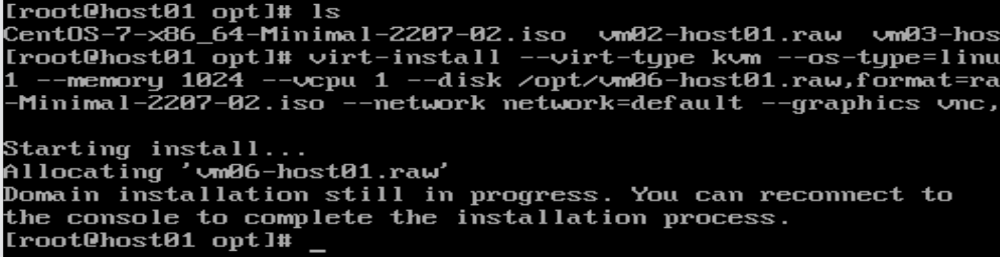 [root@host01 opt]# ls
CentOS-7-x86_64-Minimal-2207-02.iso  vm02-host01.raw  vm03-hos
[root@host01 opt]# virt-install --virt-type kvm --os-type=linu
1 --memory 1024 --vcpu 1 --disk /opt/vm06-host01.raw,format=ra
-Minimal-2207-02.iso --network network=default --graphics vnc,
Starting install...
Allocating 'vm06-host01.raw'
Domain installation still in progress. You can reconnect to
the console to complete the installation process.
[root@host01 opt]# _